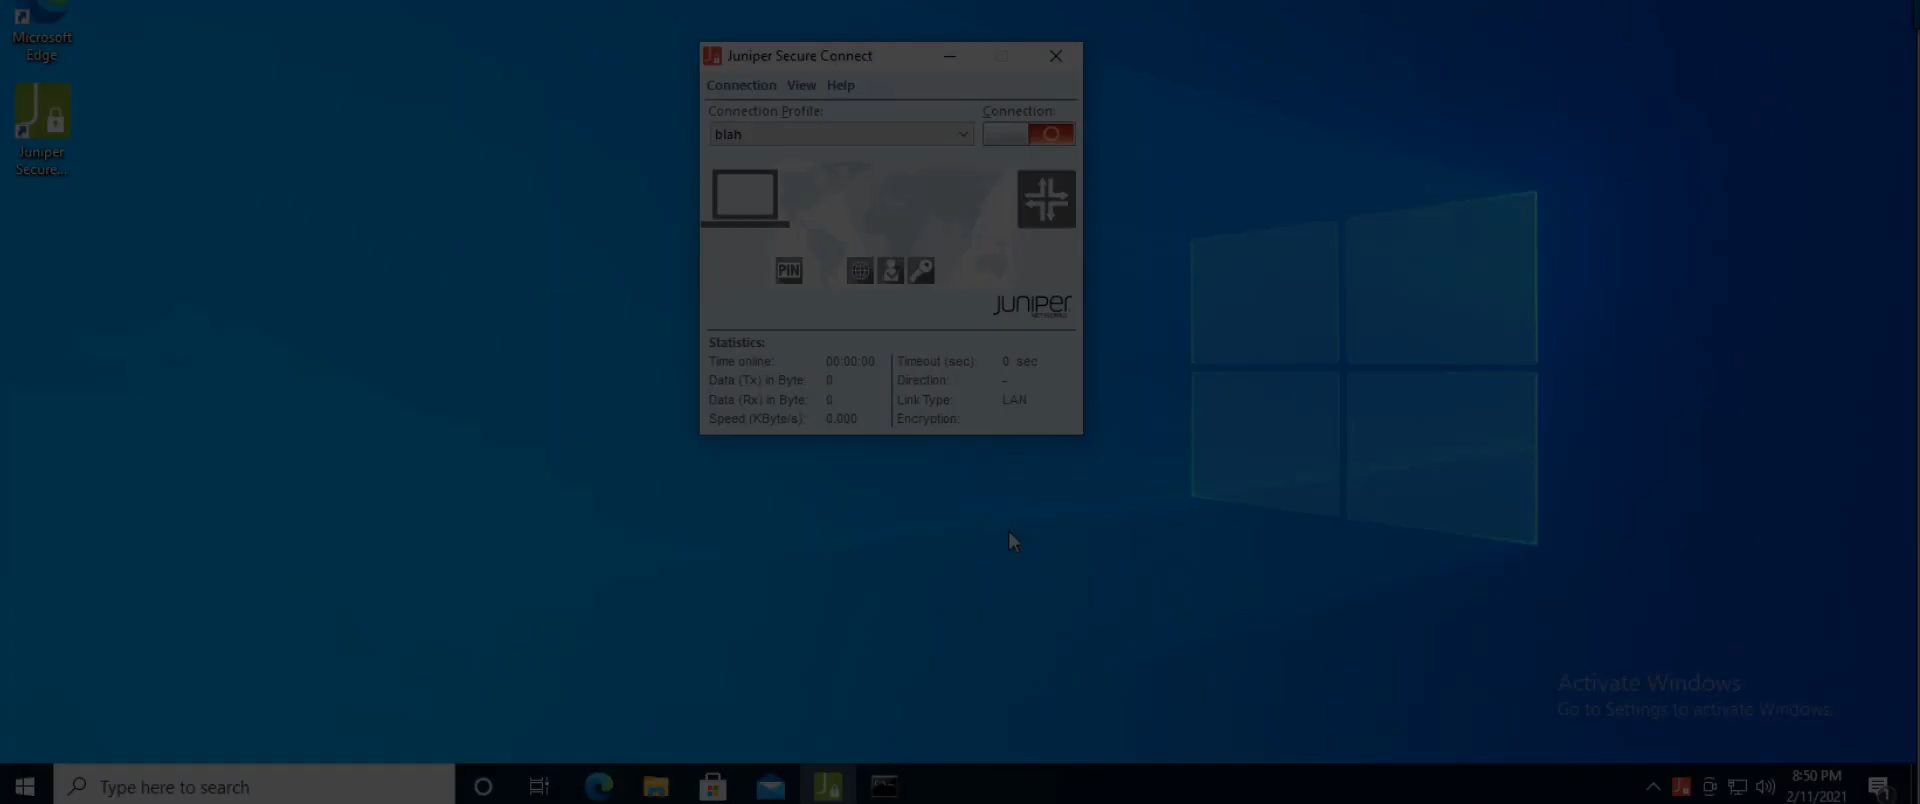 Microsoft
Edge
Juniper
Secure...
Juniper Secure Connect
Connection View Help
Connection Profile: Connection:
blah
PIN
JUNIPER
NETWORKS
Statistics:
Time online: 00:00:00 Timeout (sec): 0 sec
Data (Tx) in Byte: 0 Direction: -
Data (Rx) in Byte: 0 Link Type: LAN
Speed (KByte/s): 0.000 Encryption:
Activate Windows
Go to Settings to activate Windows.
Type here to search
8:50 PM
2/11/2021
1